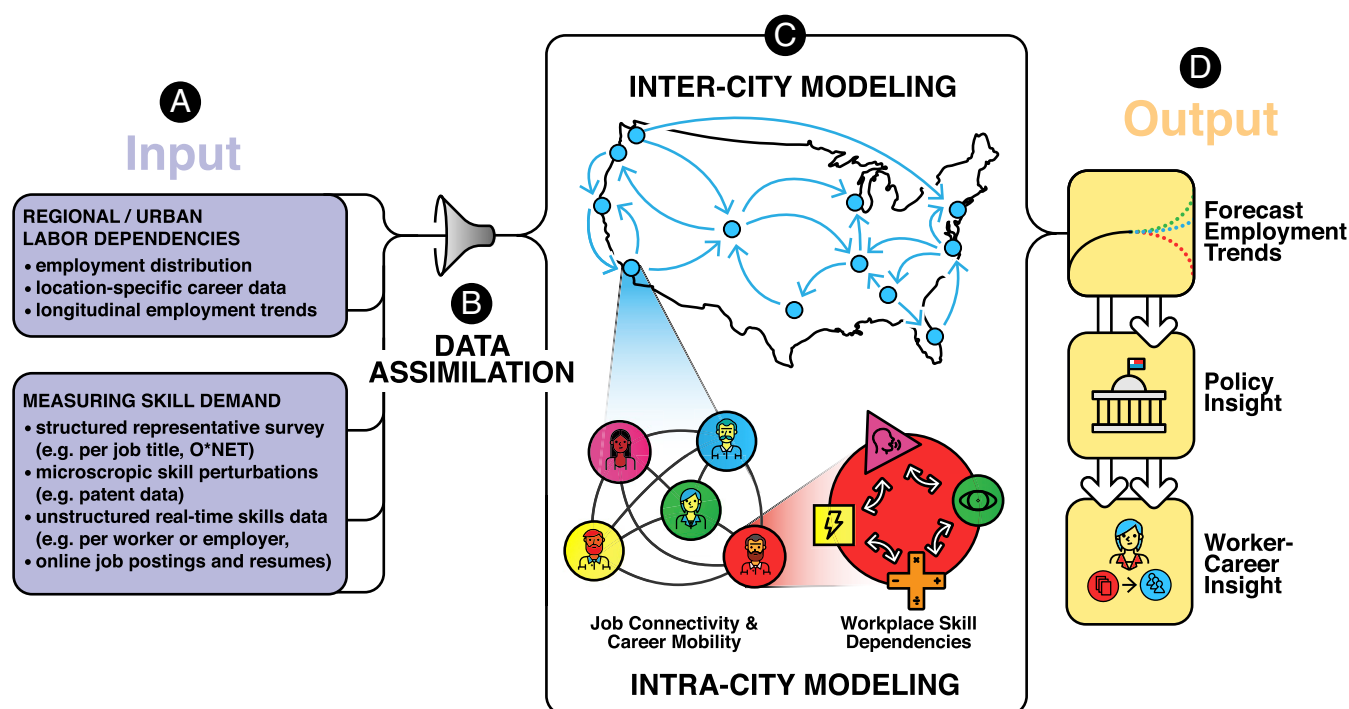 A
Input
REGIONAL / URBAN
LABOR DEPENDENCIES
• employment distribution
• location-specific career data
• longitudinal employment trends
MEASURING SKILL DEMAND
• structured representative survey
(e.g. per job title, O*NET)
• microscopic skill perturbations
(e.g. patent data)
• unstructured real-time skills data
(e.g. per worker or employer,
• online job postings and resumes)
B
DATA
ASSIMILATION
C
INTER-CITY MODELING
Job Connectivity &
Career Mobility
Workplace Skill
Dependencies
INTRA-CITY MODELING
D
Output
Forecast
Employment
Trends
Policy
Insight
Worker-
Career
Insight